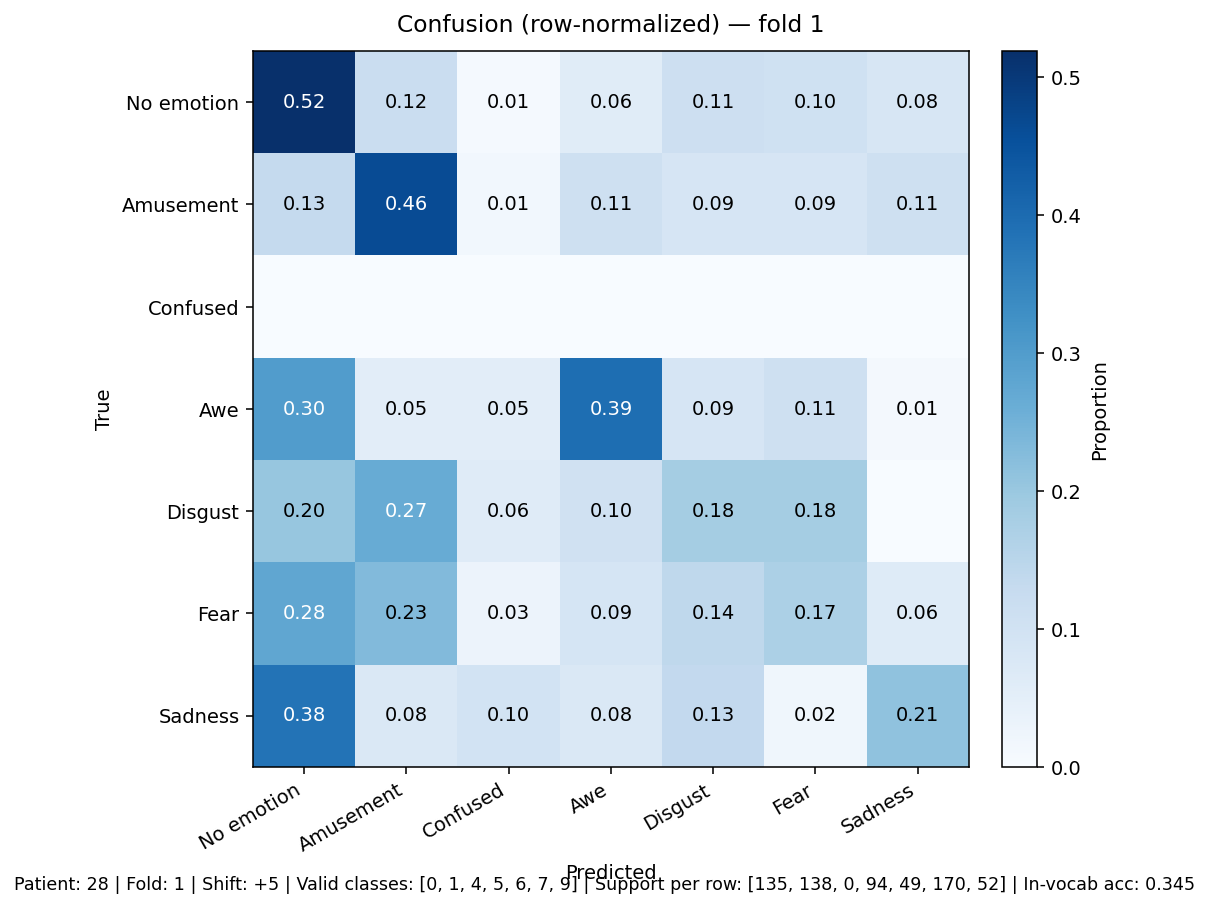 Confusion (row-normalized) — fold 1
No emotion 0.52 0.12 0.01 0.06 0.11 0.10 0.08
Amusement 0.13 0.46 0.01 0.11 0.09 0.09 0.11
Confused
Awe 0.30 0.05 0.05 0.39 0.09 0.11 0.01
Disgust 0.20 0.27 0.06 0.10 0.18 0.18
Fear 0.28 0.23 0.03 0.09 0.14 0.17 0.06
Sadness 0.38 0.08 0.10 0.08 0.13 0.02 0.21
True
No emotion Amusement Confused Awe Disgust Fear Sadness
Predicted
0.5
0.4
0.3
0.2
0.1
0.0
Proportion
Patient: 28 | Fold: 1 | Shift: +5 | Valid classes: [0, 1, 4, 5, 6, 7, 9] | Support per row: [135, 138, 0, 94, 49, 170, 52] | In-vocab acc: 0.345